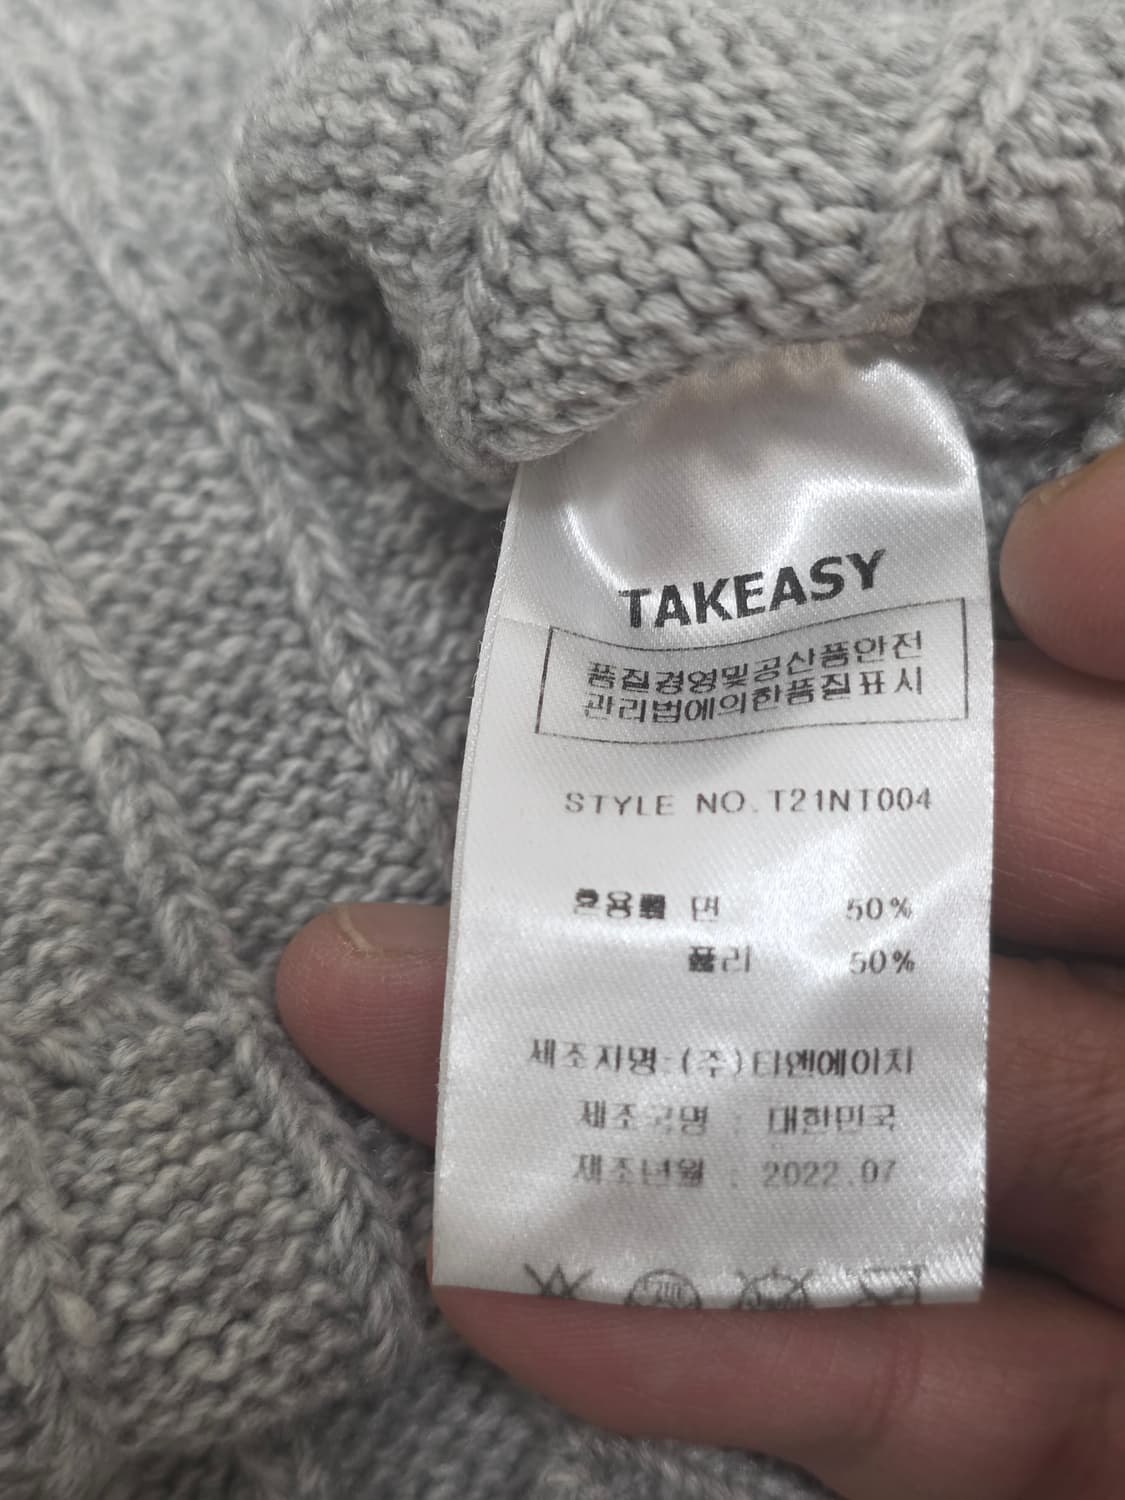 TAKEASY
품질경영및공산품안전
관리법에의한품질표시
STYLE NO.T21NT004
혼용률 면 50%
폴리 50%
제조자명:(주)티앤에이치
제조국명 : 대한민국
제조년월 : 2022.07